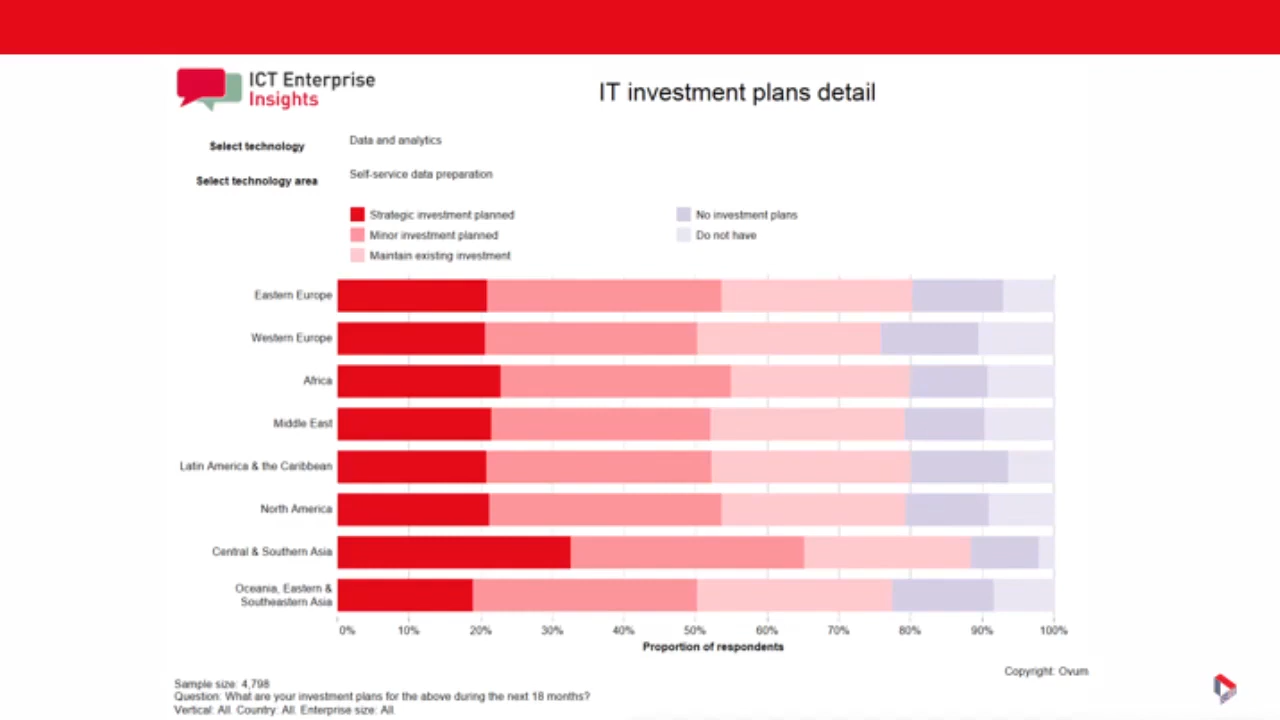 ICT Enterprise
Insights
IT investment plans detail
Select technology
Data and analytics
Select technology area
Self-service data preparation
Strategic investment planned
Minor investment planned
Maintain existing investment
No investment plans
Do not have
Eastern Europe
Western Europe
Africa
Middle East
Latin America & the Caribbean
North America
Central & Southern Asia
Oceania, Eastern &
Southeastern Asia
0% 10% 20% 30% 40% 50% 60% 70% 80% 90% 100%
Proportion of respondents
Copyright: Ovum
Sample size: 4,798
Question: What are your investment plans for the above during the next 18 months?
Vertical: All. Country: All. Enterprise size: All